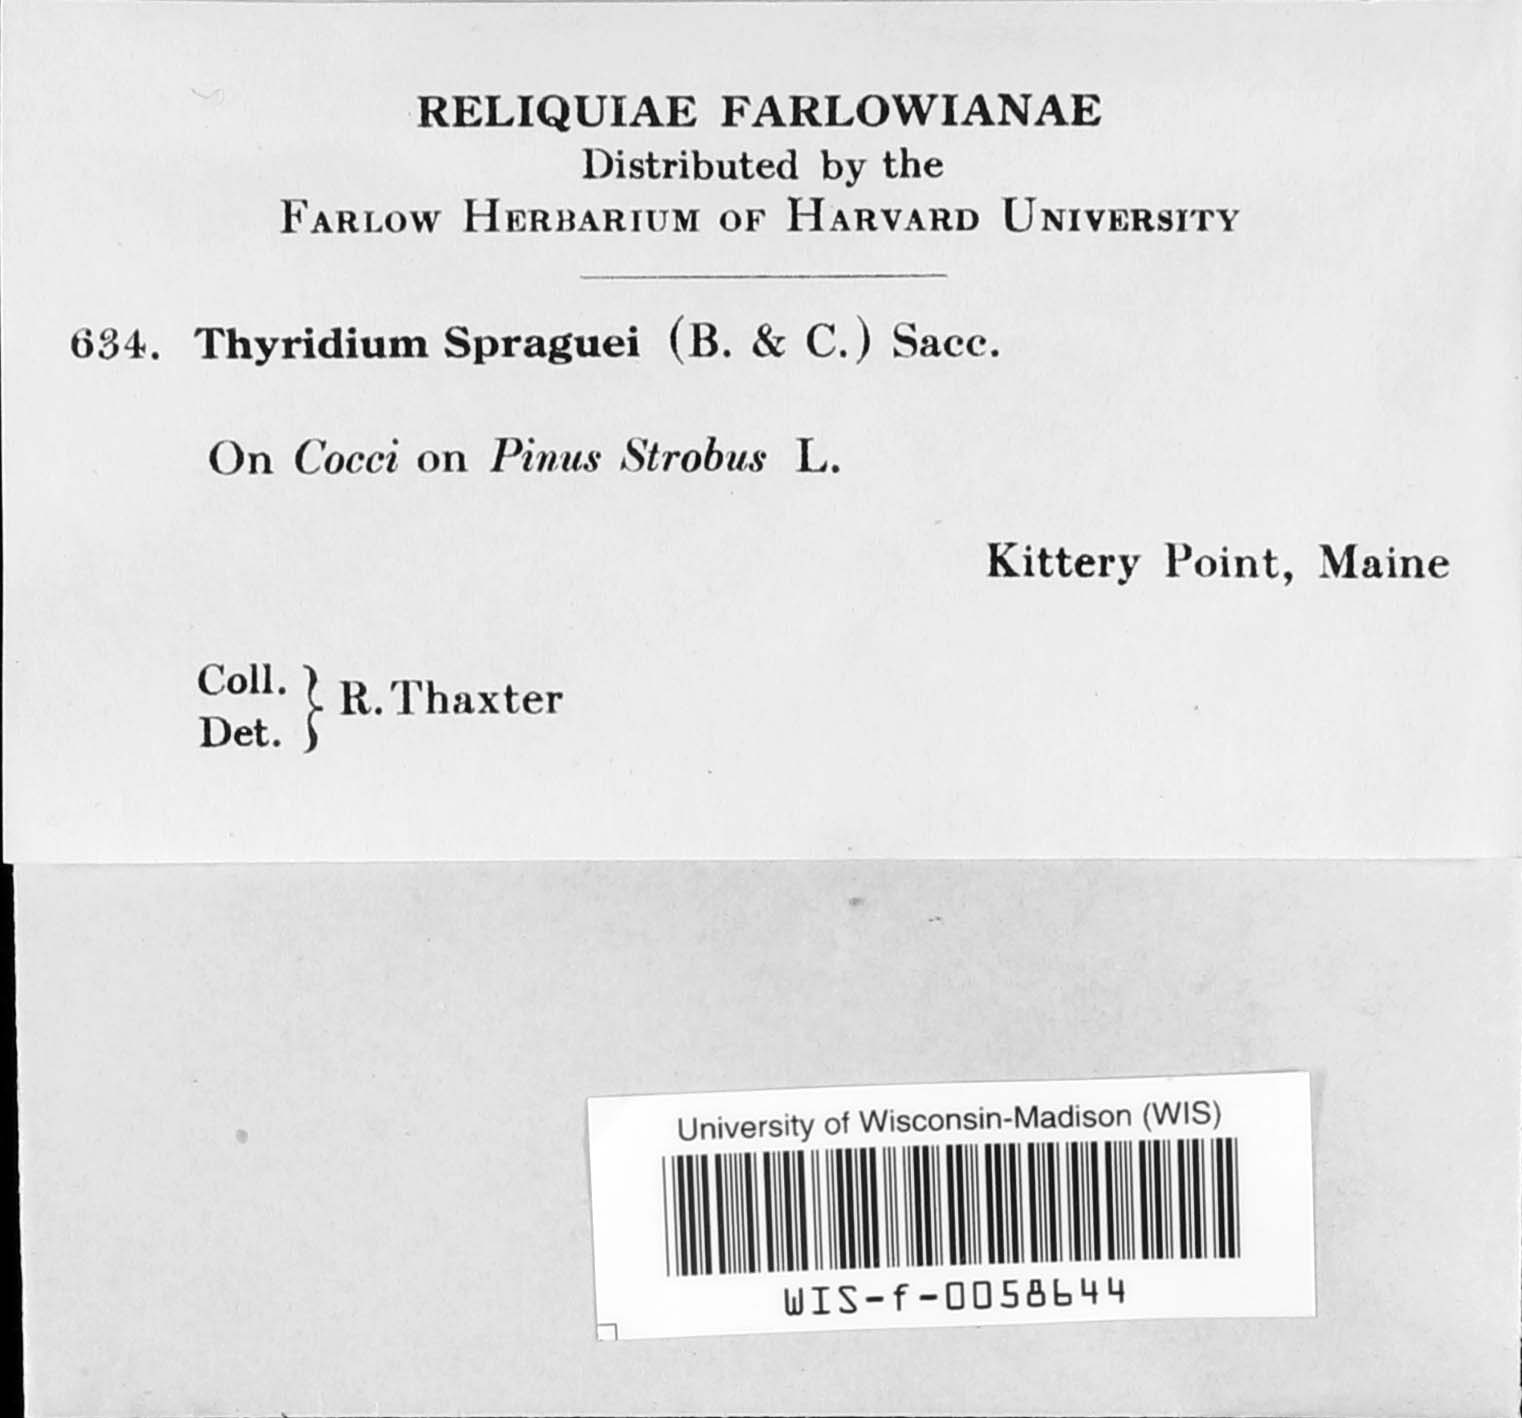 RELIQUIAE FARLOWIANAE
Distributed by the
FARLOW HERBARIUM OF HARVARD UNIVERSITY
634. Thyridium Spraguei (B. & C.) Sacc.
On Cocci on Pinus Strobus L.
Kittery Point, Maine
Coll.
Det. } R. Thaxter
University of Wisconsin-Madison (WIS)
WIS-f-0058644